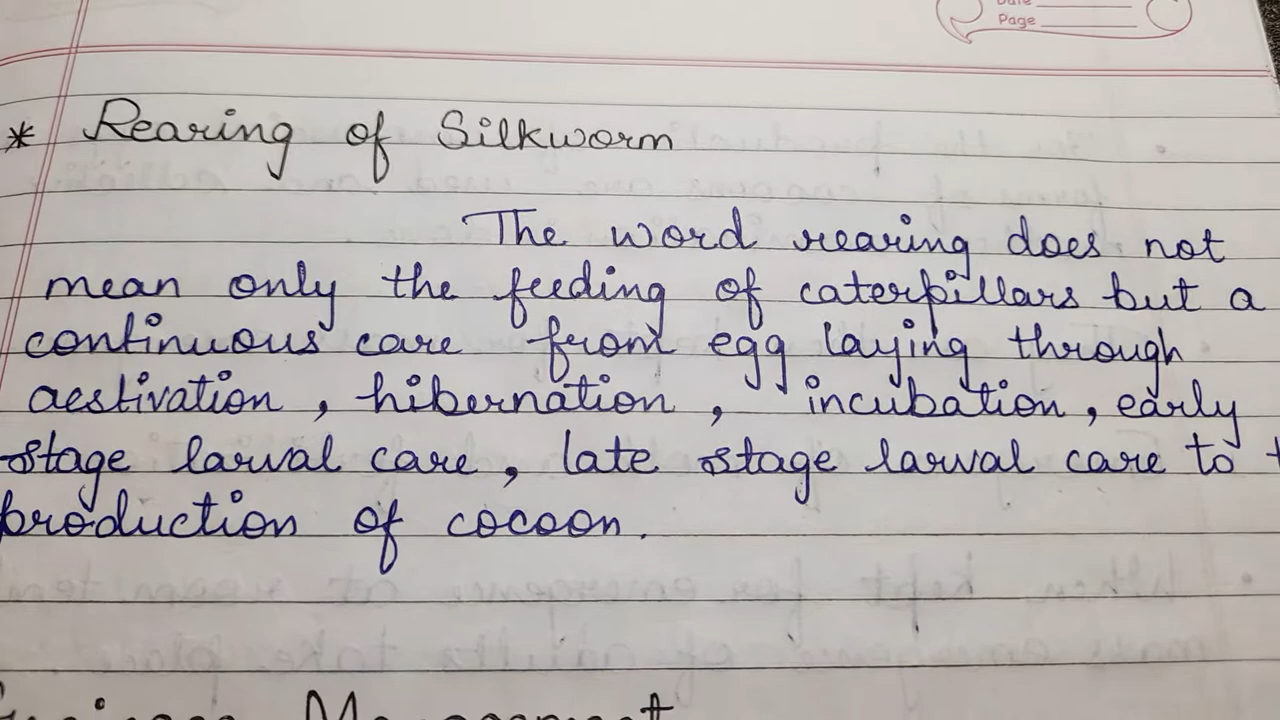 Date
Page
* Rearing of Silkworm
The word rearing does not
mean only the feeding of caterpillars but a
continuous care from egg laying through
aestivation, hibernation, incubation, early
stage larval care, late stage larval care to
production of cocoon.
Management